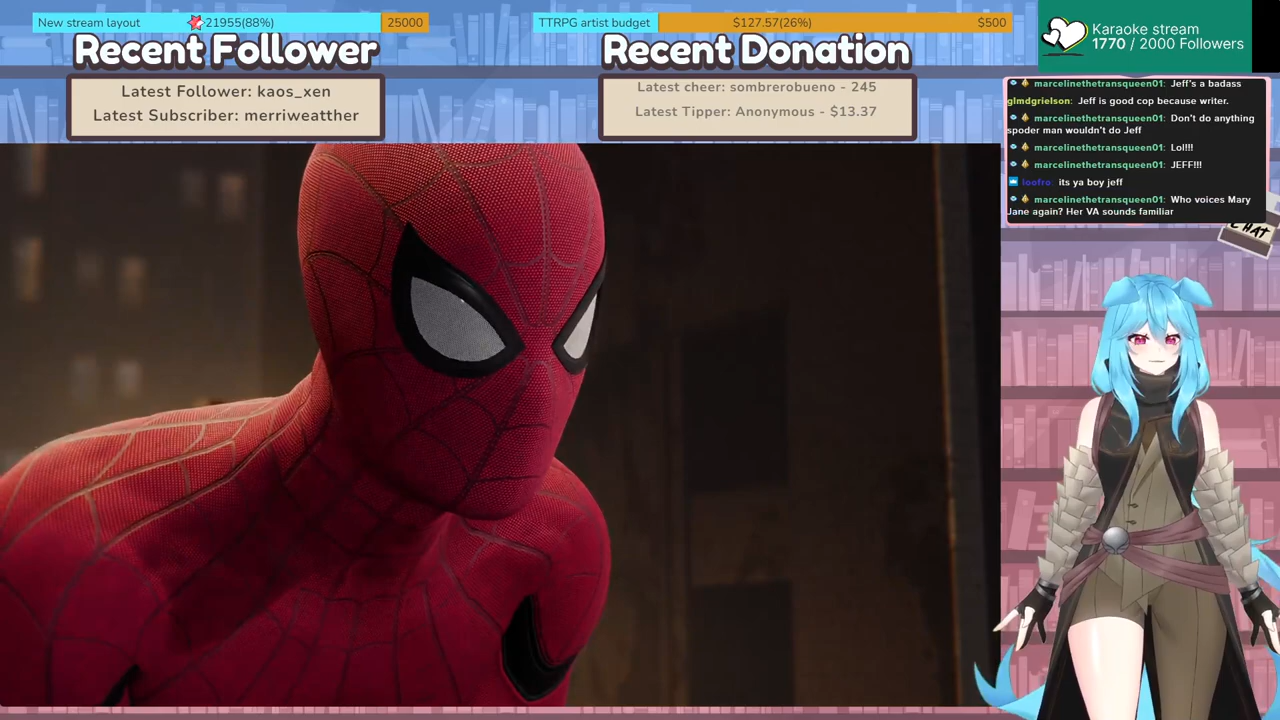 New stream layout
21955(88%)
25000
TTRPG artist budget
$127.57(26%)
$500
Karaoke stream
1770 / 2000 Followers
Recent Follower
Recent Donation
Latest Follower: kaos_xen
Latest Subscriber: merriweatther
Latest cheer: sombrerobueno - 245
Latest Tipper: Anonymous - $13.37
marcelinethetransqueen01: Jeff's a badass
glmdgrielson: Jeff is good cop because writer.
marcelinethetransqueen01: Don't do anything
spoder man wouldn't do Jeff
marcelinethetransqueen01: Lol!!!
marcelinethetransqueen01: JEFF!!!
loofro: its ya boy jeff
marcelinethetransqueen01: Who voices Mary
Jane again? Her VA sounds familiar
CHAT